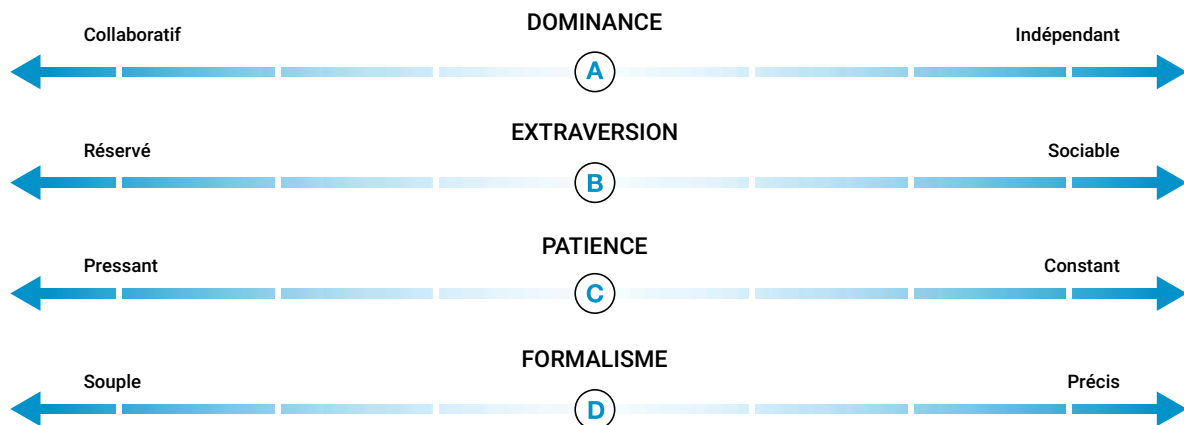 DOMINANCE
Collaboratif Indépendant
A
EXTRAVERSION
Réservé Sociable
B
PATIENCE
Pressant Constant
C
FORMALISME
Souple Précis
D